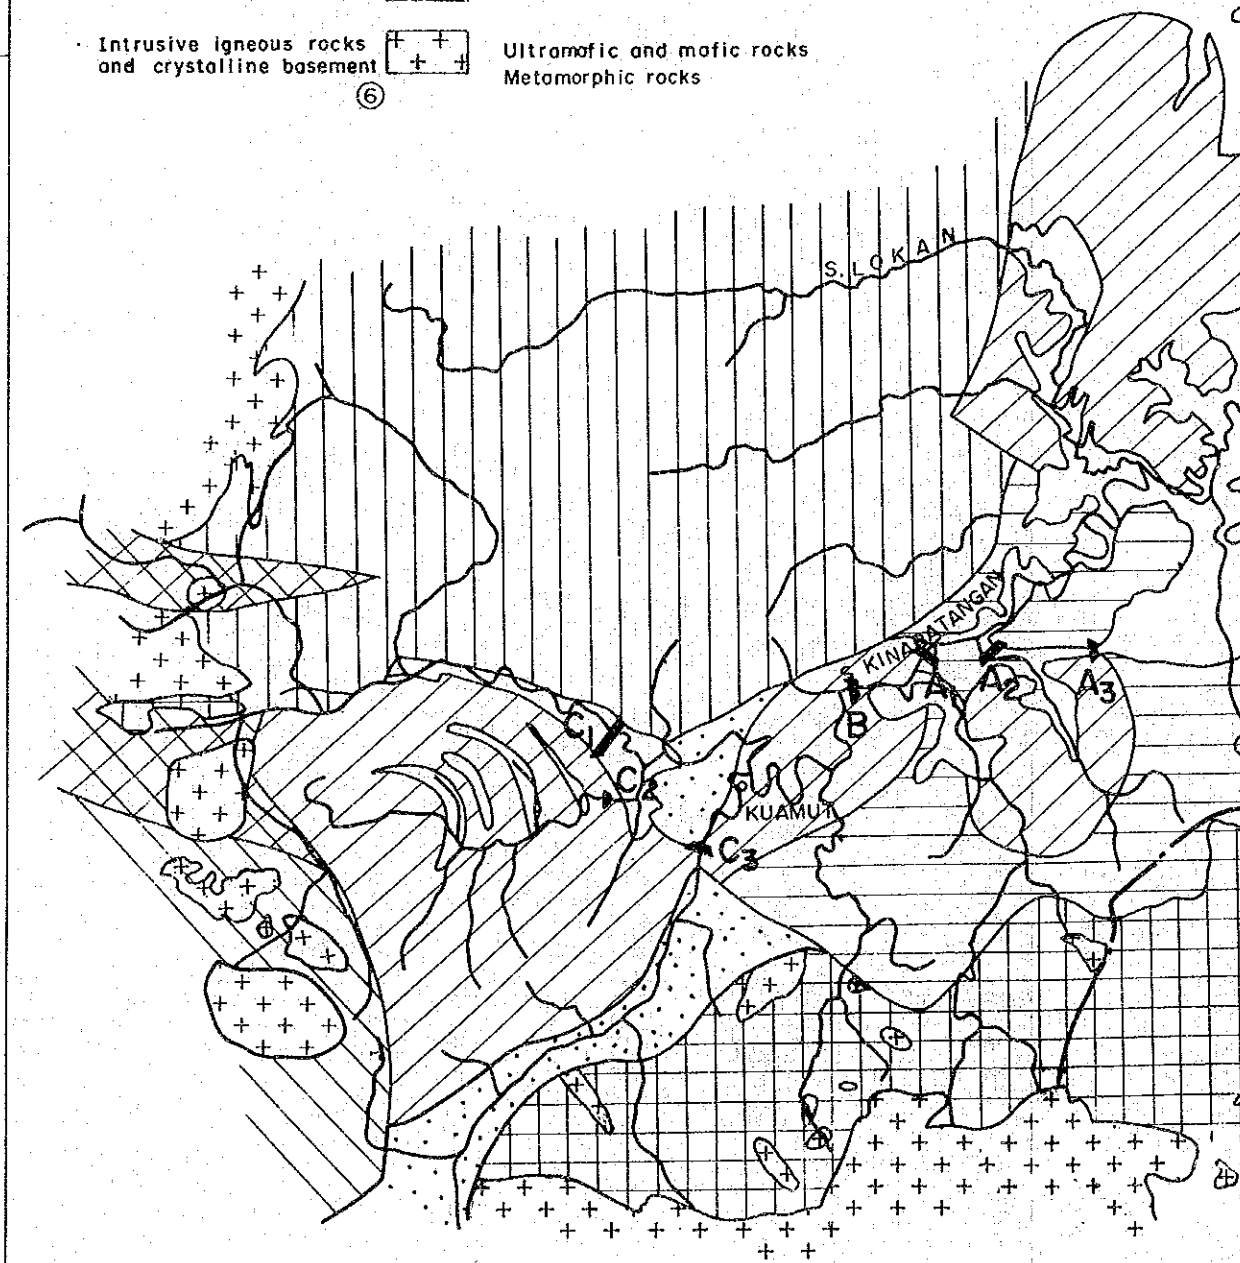 Intrusive igneous rocks
and crystalline basement
⑥
Ultramafic and mafic rocks
Metamorphic rocks
S. LOKAN
S. KINABATANGAN
A
A2
A3
B
C1
C2
KUAMUT
C3